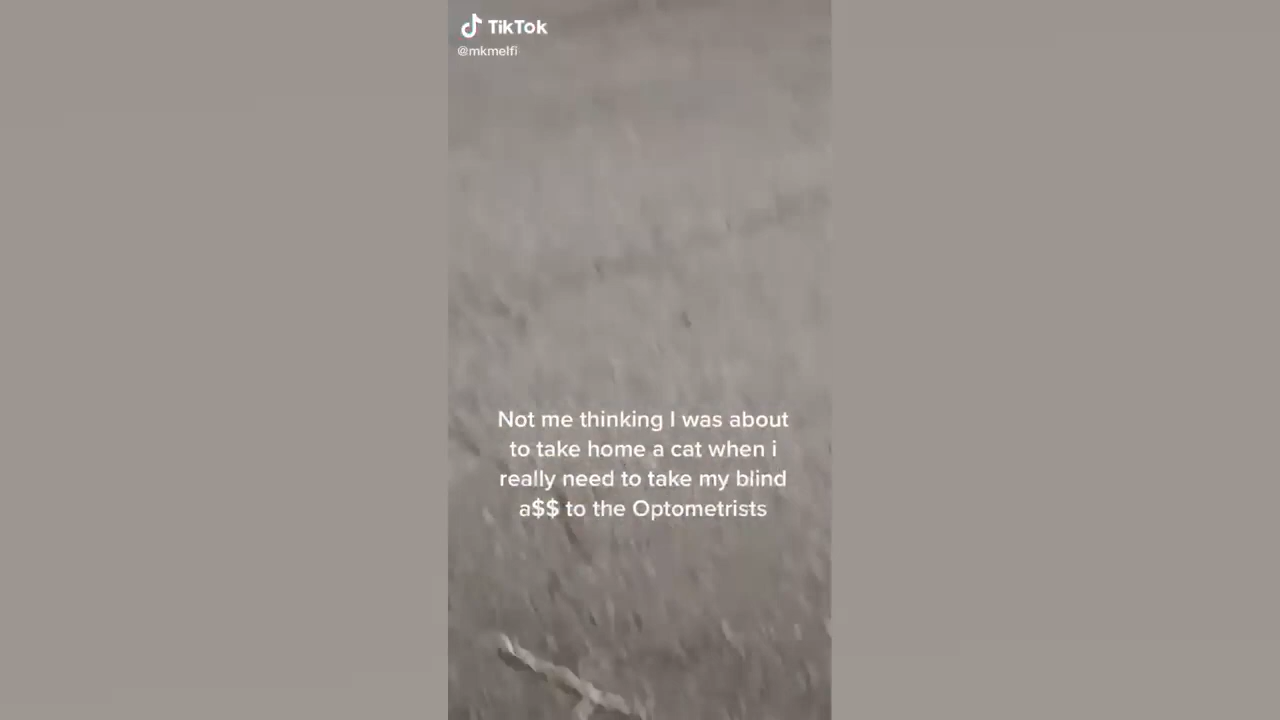 TikTok
@mkmelfi
Not me thinking I was about
to take home a cat when i
really need to take my blind
a$$ to the Optometrists